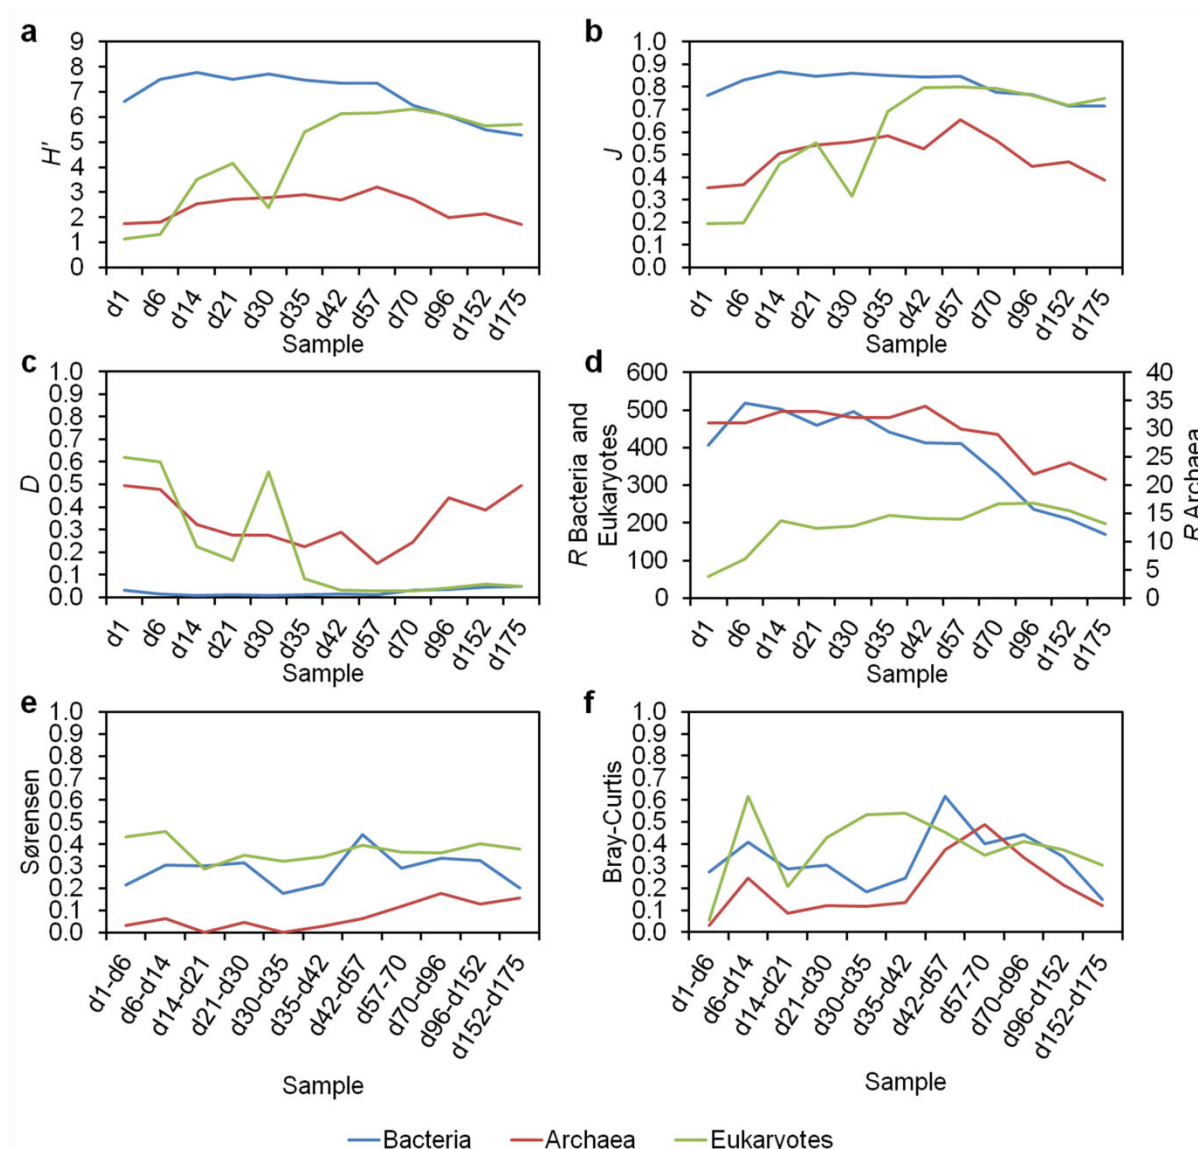 a
9
8
7
6
5
4
3
2
1
0
H'
d1 d6 d14 d21 d30 d35 d42 d57 d70 d96 d152 d175
Sample
b
1.0
0.9
0.8
0.7
0.6
0.5
0.4
0.3
0.2
0.1
0.0
J
d1 d6 d14 d21 d30 d35 d42 d57 d70 d96 d152 d175
Sample
c
1.0
0.9
0.8
0.7
0.6
0.5
0.4
0.3
0.2
0.1
0.0
D
d1 d6 d14 d21 d30 d35 d42 d57 d70 d96 d152 d175
Sample
d
600
500
400
300
200
100
0
R Bacteria and
Eukaryotes
40
35
30
25
20
15
10
5
0
R Archaea
d1 d6 d14 d21 d30 d35 d42 d57 d70 d96 d152 d175
Sample
e
1.0
0.9
0.8
0.7
0.6
0.5
0.4
0.3
0.2
0.1
0.0
Sørensen
d1-d6 d6-d14 d14-d21 d21-d30 d30-d35 d35-d42 d42-d57 d57-70 d70-d96 d96-d152 d152-d175
Sample
f
1.0
0.9
0.8
0.7
0.6
0.5
0.4
0.3
0.2
0.1
0.0
Bray-Curtis
d1-d6 d6-d14 d14-d21 d21-d30 d30-d35 d35-d42 d42-d57 d57-70 d70-d96 d96-d152 d152-d175
Sample
Bacteria Archaea Eukaryotes